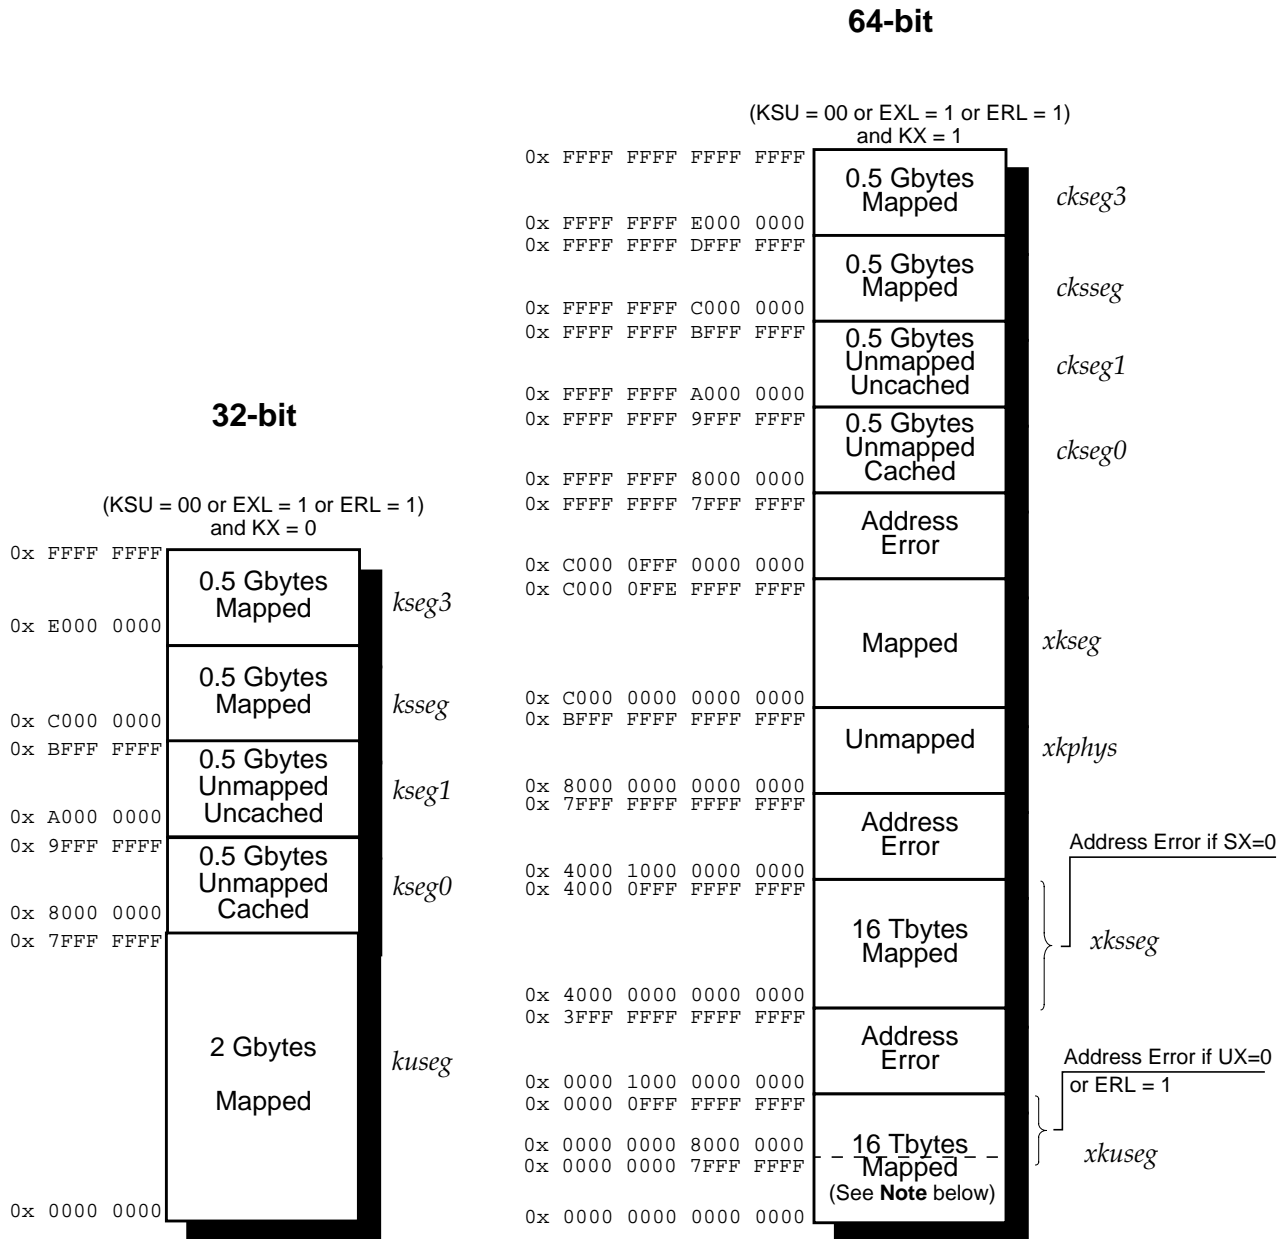 64-bit
(KSU = 00 or EXL = 1 or ERL = 1)
and KX = 1
0x FFFF FFFF FFFF FFFF
0.5 Gbytes
Mapped
ckseg3
0x FFFF FFFF E000 0000
0x FFFF FFFF DFFF FFFF
0.5 Gbytes
Mapped
cksseg
0x FFFF FFFF C000 0000
0x FFFF FFFF BFFF FFFF
0.5 Gbytes
Unmapped
Uncached
ckseg1
0x FFFF FFFF A000 0000
0x FFFF FFFF 9FFF FFFF
0.5 Gbytes
Unmapped
Cached
ckseg0
0x FFFF FFFF 8000 0000
0x FFFF FFFF 7FFF FFFF
Address
Error
0x C000 0FFF 0000 0000
0x C000 0FFE FFFF FFFF
Mapped
xkseg
0x C000 0000 0000 0000
0x BFFF FFFF FFFF FFFF
Unmapped
xkphys
0x 8000 0000 0000 0000
0x 7FFF FFFF FFFF FFFF
Address
Error
0x 4000 1000 0000 0000
0x 4000 0FFF FFFF FFFF
Address Error if SX=0
16 Tbytes
Mapped
xksseg
0x 4000 0000 0000 0000
0x 3FFF FFFF FFFF FFFF
Address
Error
0x 0000 1000 0000 0000
0x 0000 0FFF FFFF FFFF
Address Error if UX=0
or ERL = 1
0x 0000 0000 8000 0000
0x 0000 0000 7FFF FFFF
16 Tbytes
Mapped
(See Note below)
xkuseg
0x 0000 0000 0000 0000
32-bit
(KSU = 00 or EXL = 1 or ERL = 1)
and KX = 0
0x FFFF FFFF
0.5 Gbytes
Mapped
kseg3
0x E000 0000
0.5 Gbytes
Mapped
ksseg
0x C000 0000
0x BFFF FFFF
0.5 Gbytes
Unmapped
Uncached
kseg1
0x A000 0000
0x 9FFF FFFF
0.5 Gbytes
Unmapped
Cached
kseg0
0x 8000 0000
0x 7FFF FFFF
2 Gbytes
Mapped
kuseg
0x 0000 0000